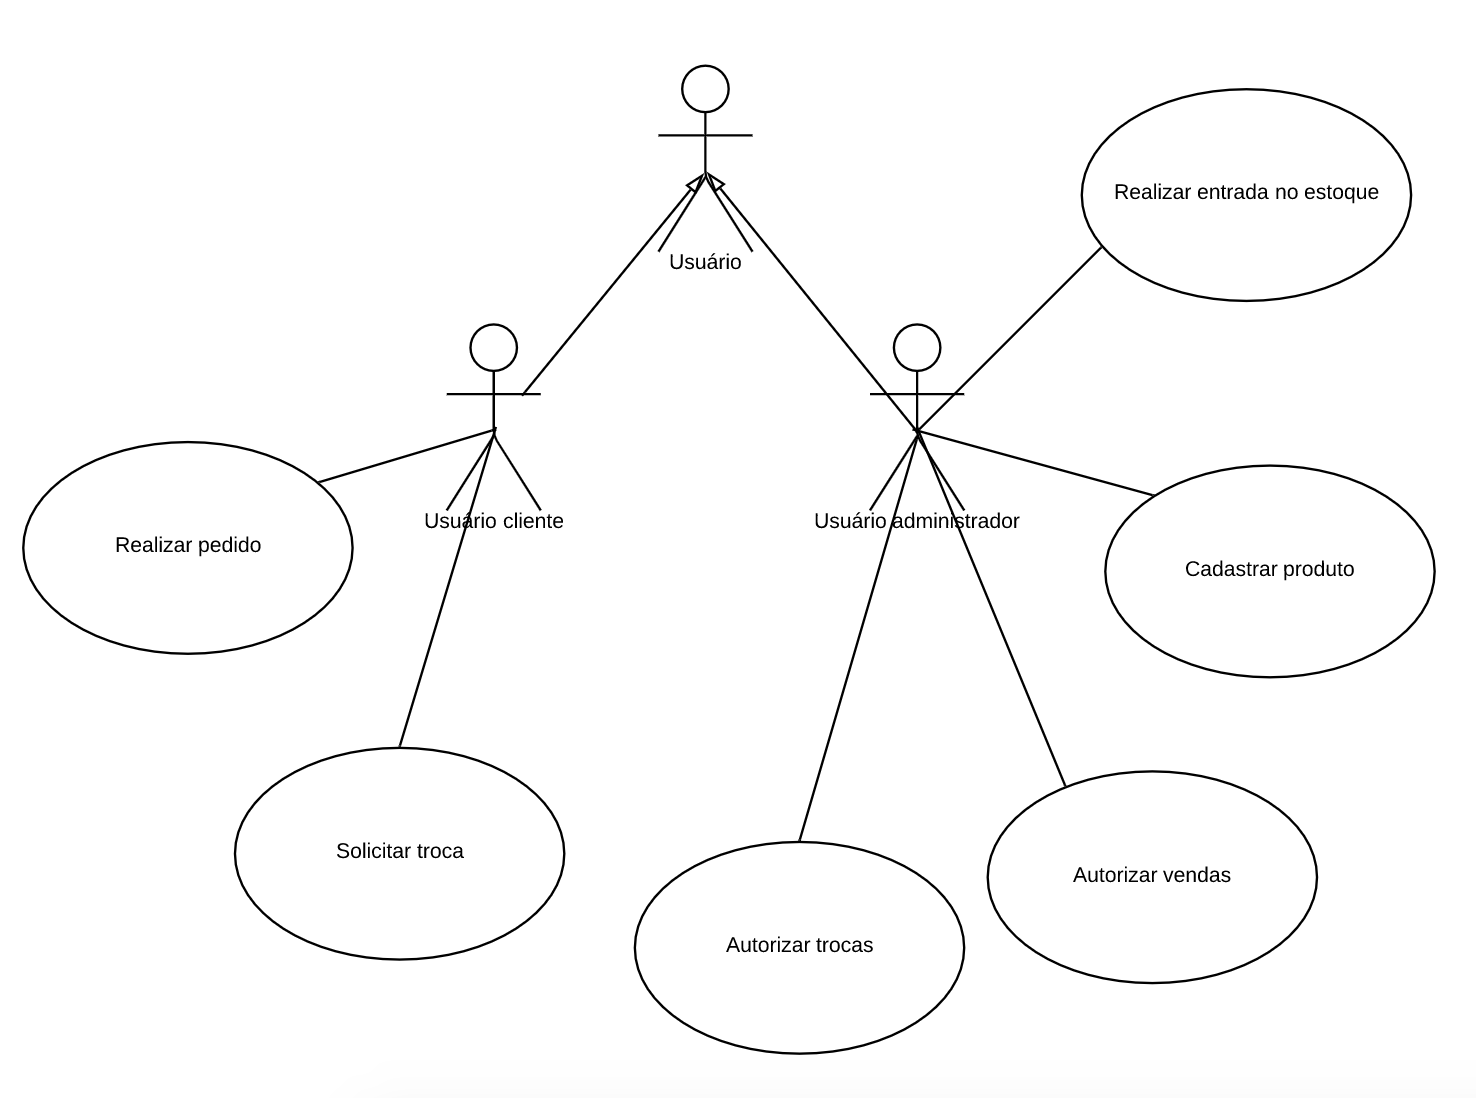 Usuário
Realizar entrada no estoque
Usuário cliente
Usuário administrador
Realizar pedido
Cadastrar produto
Solicitar troca
Autorizar vendas
Autorizar trocas